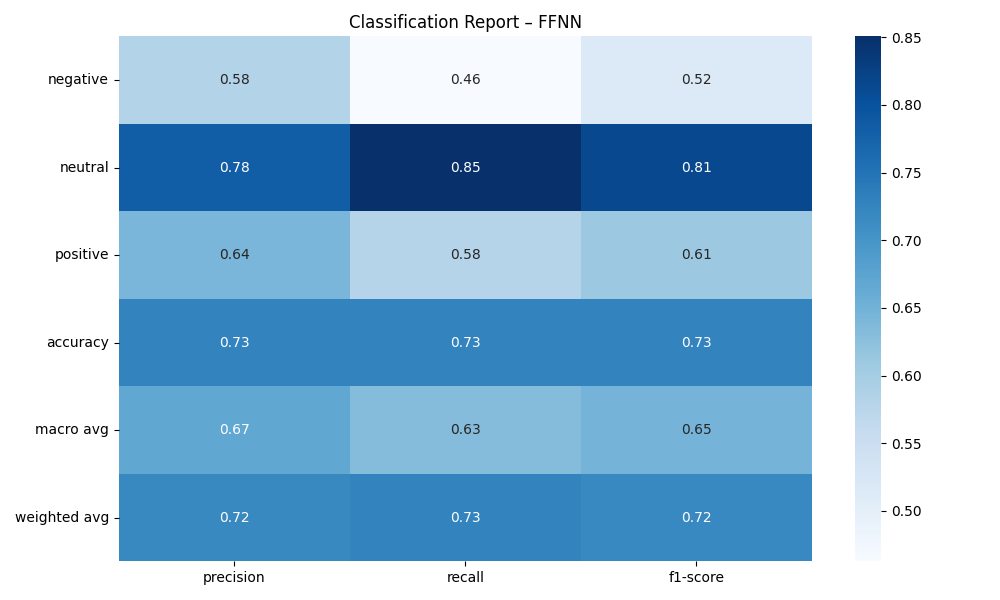 Classification Report – FFNN
negative 0.58 0.46 0.52
neutral 0.78 0.85 0.81
positive 0.64 0.58 0.61
accuracy 0.73 0.73 0.73
macro avg 0.67 0.63 0.65
weighted avg 0.72 0.73 0.72
precision recall f1-score
0.85
0.80
0.75
0.70
0.65
0.60
0.55
0.50